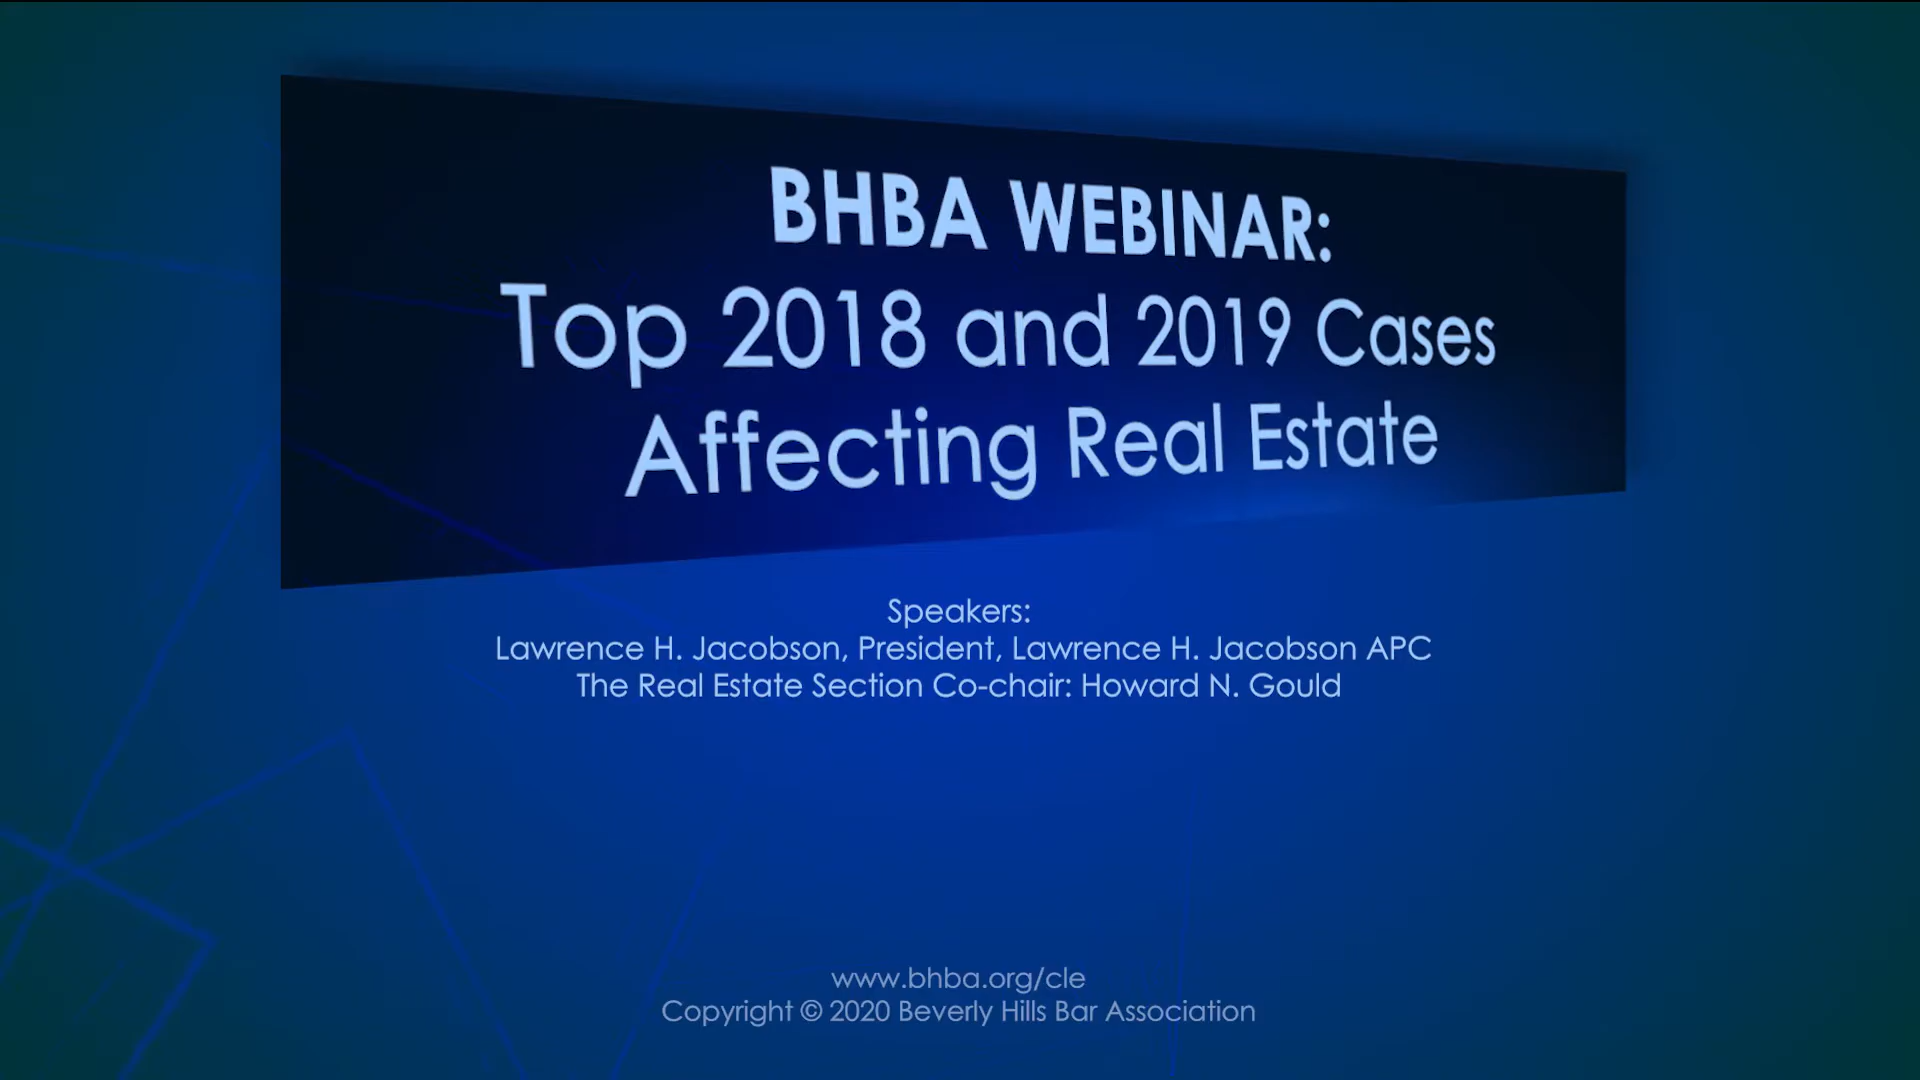 BHBA WEBINAR:
Top 2018 and 2019 Cases
Affecting Real Estate
Speakers:
Lawrence H. Jacobson, President, Lawrence H. Jacobson APC
The Real Estate Section Co-chair: Howard N. Gould
www.bhba.org/cle
Copyright © 2020 Beverly Hills Bar Association